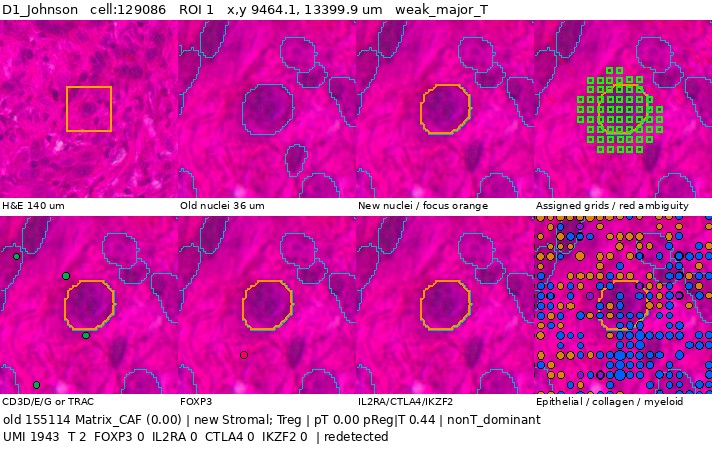 D1_Johnson   cell:129086   ROI 1   x,y 9464.1, 13399.9 um   weak_major_T
H&E 140 um
Old nuclei 36 um
New nuclei / focus orange
Assigned grids / red ambiguity
CD3D/E/G or TRAC
FOXP3
IL2RA/CTLA4/IKZF2
Epithelial / collagen / myeloid
old 155114 Matrix_CAF (0.00) | new Stromal; Treg | pT 0.00 pReg|T 0.44 | nonT_dominant
UMI 1943  T 2  FOXP3 0  IL2RA 0  CTLA4 0  IKZF2 0  | redetected